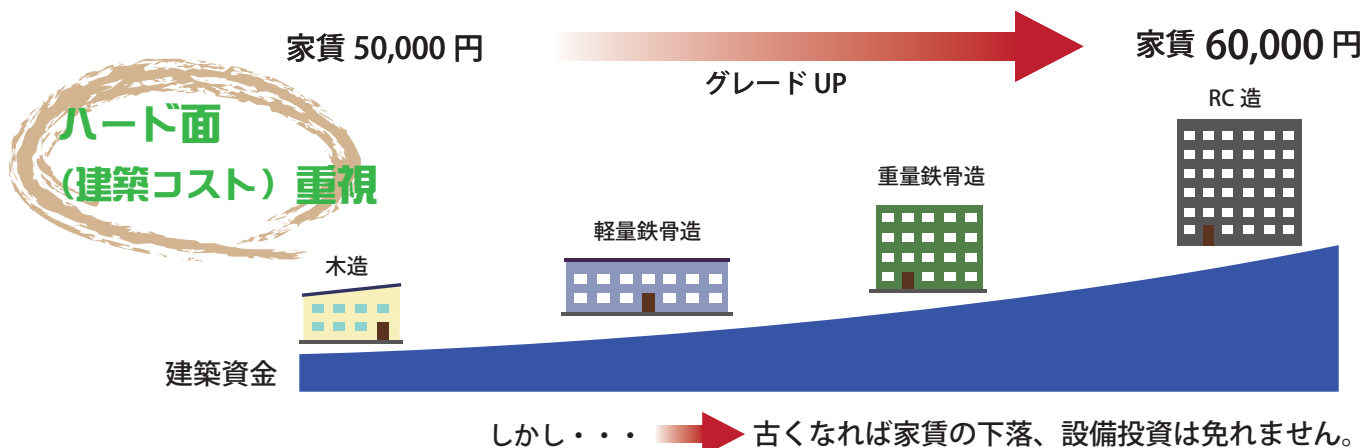 家賃 50,000 円
グレード UP
家賃 60,000 円
ハード面
(建築コスト)重視
木造
軽量鉄骨造
重量鉄骨造
RC 造
建築資金
しかし・・・
古くなれば家賃の下落、設備投資は免れません。